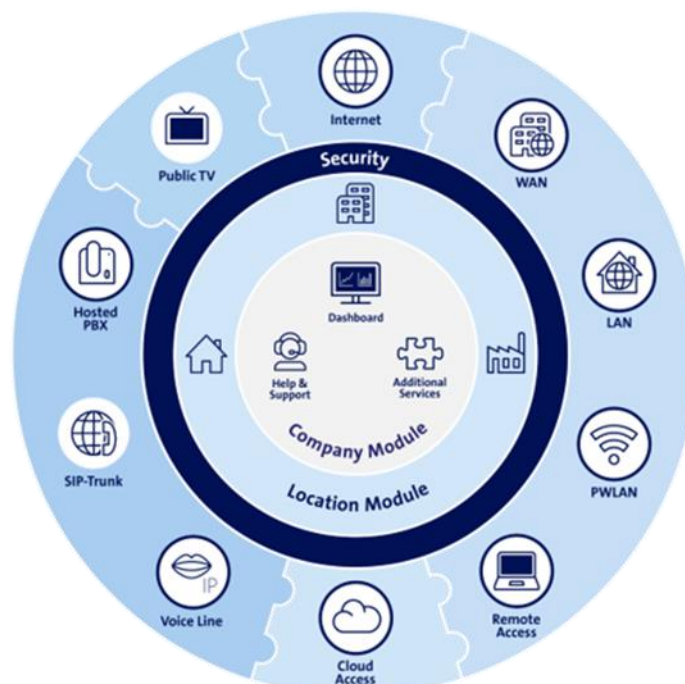 Internet
Public TV
WAN
Security
Hosted
PBX
LAN
Dashboard
Help &
Support
Additional
Services
Company Module
Location Module
SIP-Trunk
PWLAN
IP
Voice Line
Remote
Access
Cloud
Access